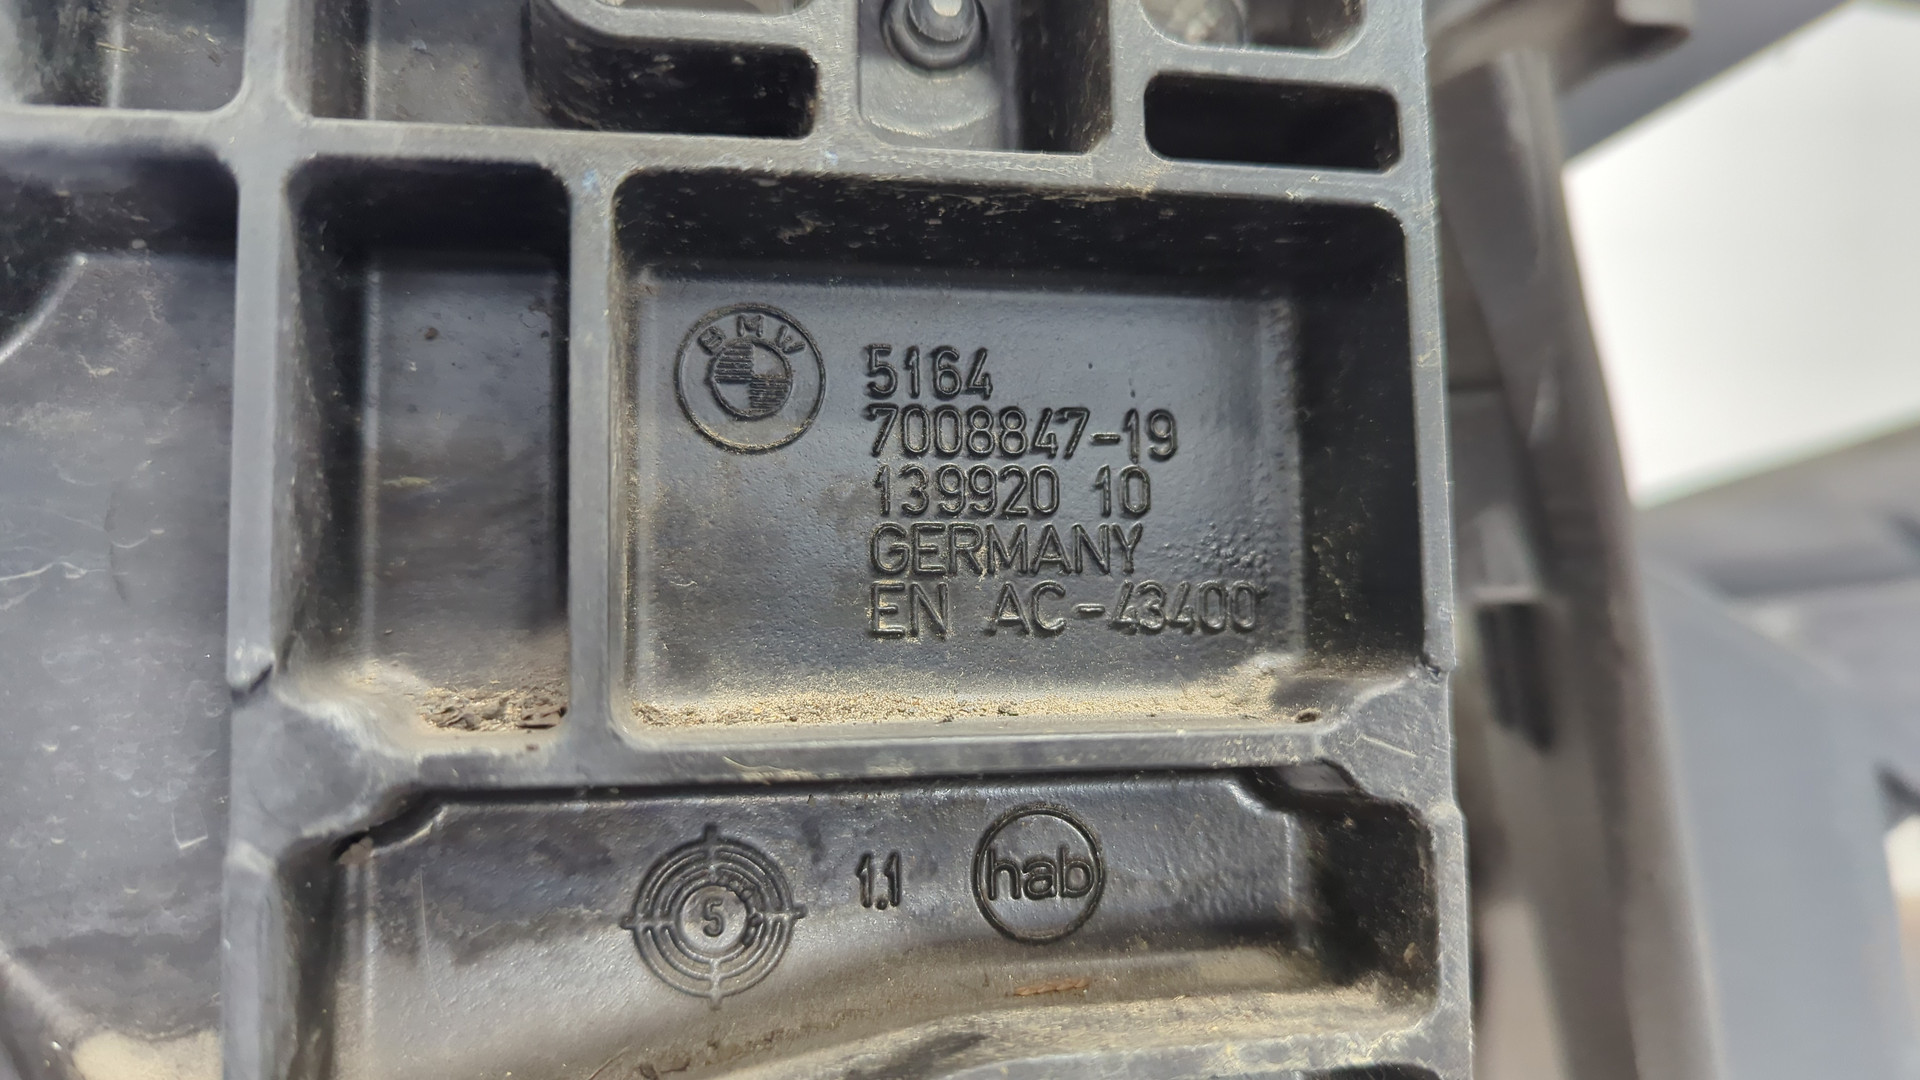 BMW
5164
7008847-19
139920 10
GERMANY
EN AC-43400
5
1.1
hab